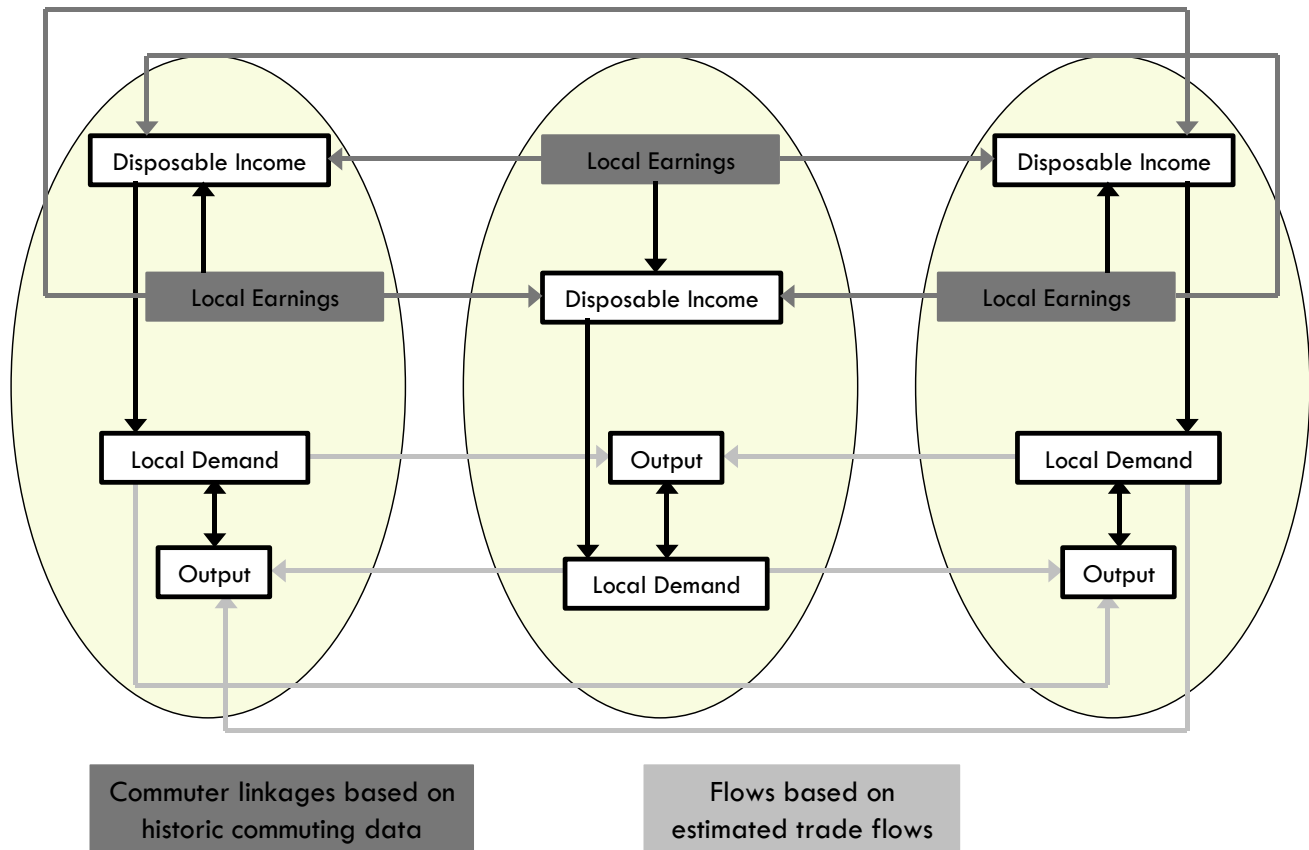 Disposable Income
Local Earnings
Disposable Income
Local Earnings
Disposable Income
Local Earnings
Local Demand
Output
Local Demand
Output
Local Demand
Output
Commuter linkages based on
historic commuting data
Flows based on
estimated trade flows